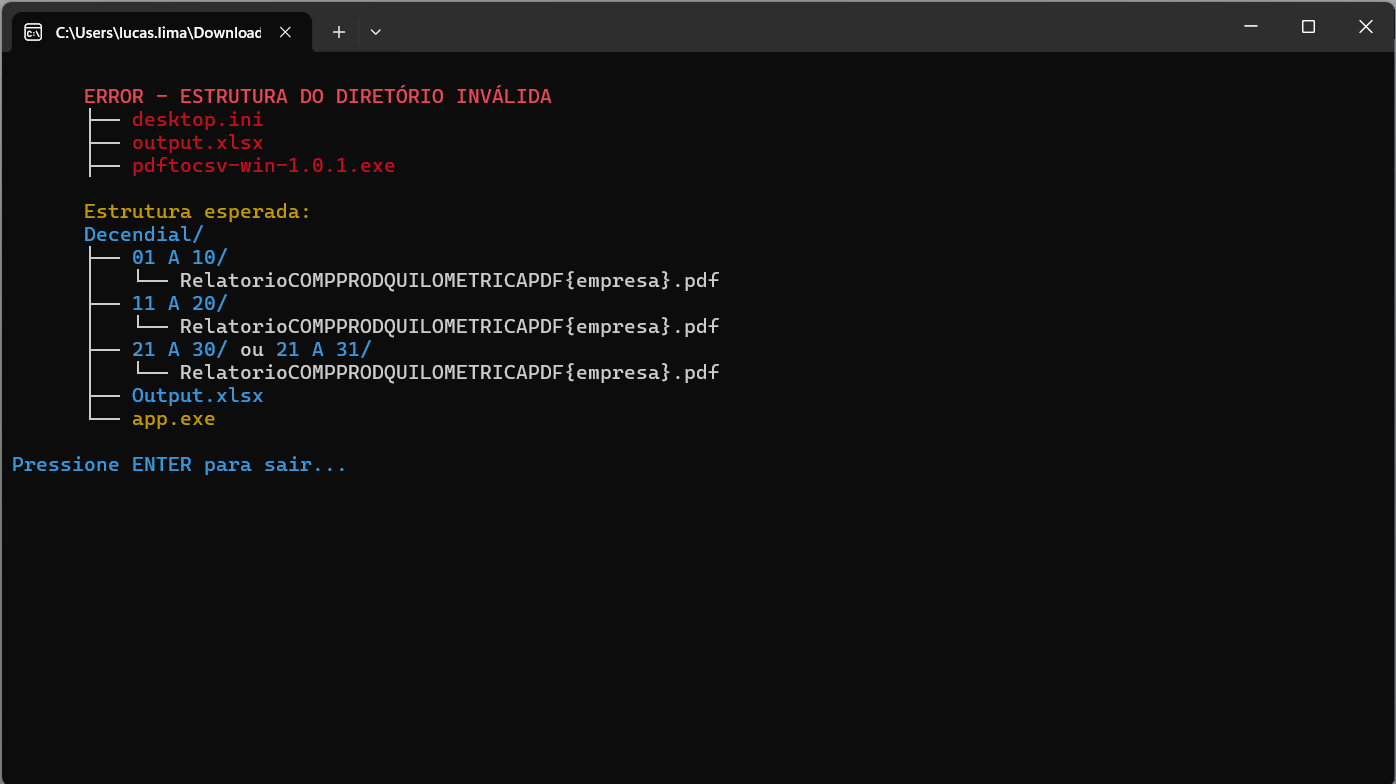 C:\Users\lucas.lima\Download
ERROR - ESTRUTURA DO DIRETÓRIO INVÁLIDA
├── desktop.ini
├── output.xlsx
├── pdftocsv-win-1.0.1.exe
Estrutura esperada:
Decendial/
├── 01 A 10/
│   └── RelatorioCOMPPRODQUILOMETRICAPDF{empresa}.pdf
├── 11 A 20/
│   └── RelatorioCOMPPRODQUILOMETRICAPDF{empresa}.pdf
├── 21 A 30/ ou 21 A 31/
│   └── RelatorioCOMPPRODQUILOMETRICAPDF{empresa}.pdf
├── Output.xlsx
└── app.exe
Pressione ENTER para sair...